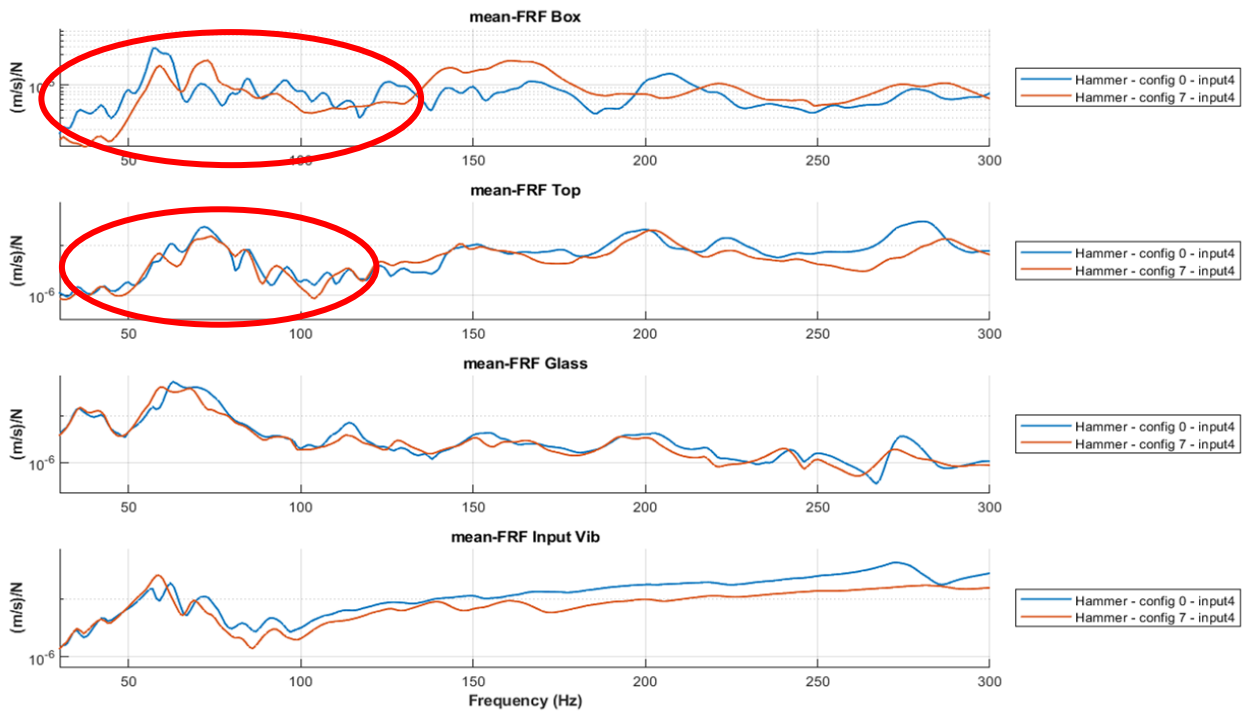 mean-FRF Box
(m/s)/N
50
100
150
200
250
300
Hammer - config 0 - input4
Hammer - config 7 - input4
mean-FRF Top
(m/s)/N
10-6
50
100
150
200
250
300
Hammer - config 0 - input4
Hammer - config 7 - input4
mean-FRF Glass
(m/s)/N
10-6
50
100
150
200
250
300
Hammer - config 0 - input4
Hammer - config 7 - input4
mean-FRF Input Vib
(m/s)/N
10-6
50
100
150
200
250
300
Frequency (Hz)
Hammer - config 0 - input4
Hammer - config 7 - input4